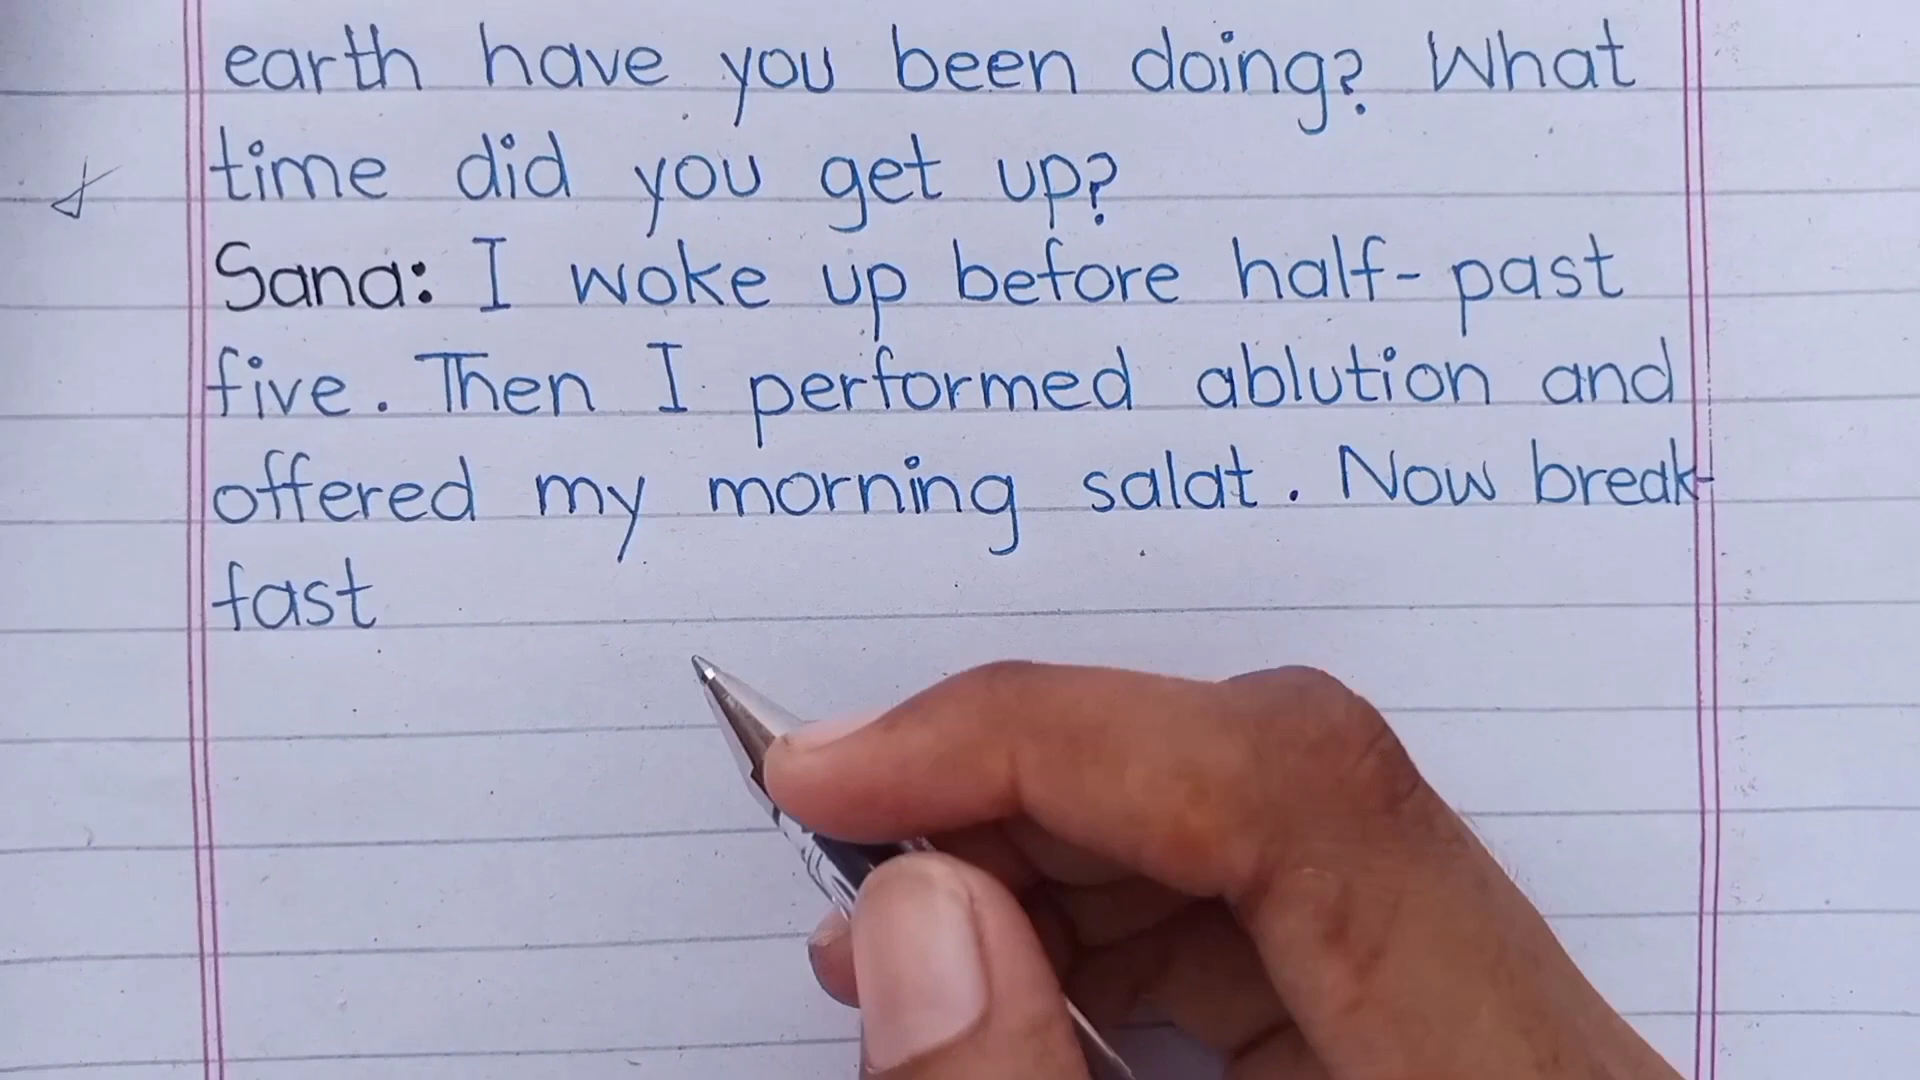 earth have you been doing? What
time did you get up?
Sana: I woke up before half-past
five. Then I performed ablution and
offered my morning salat. Now break-
fast